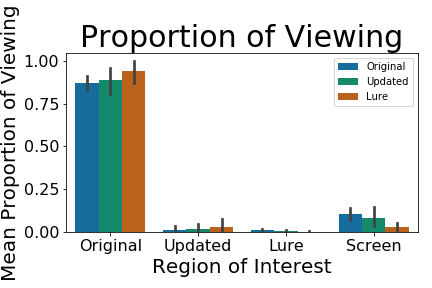 Proportion of Viewing
Mean Proportion of Viewing
1.00
0.75
0.50
0.25
0.00
Original
Updated
Lure
Original
Updated
Lure
Screen
Region of Interest